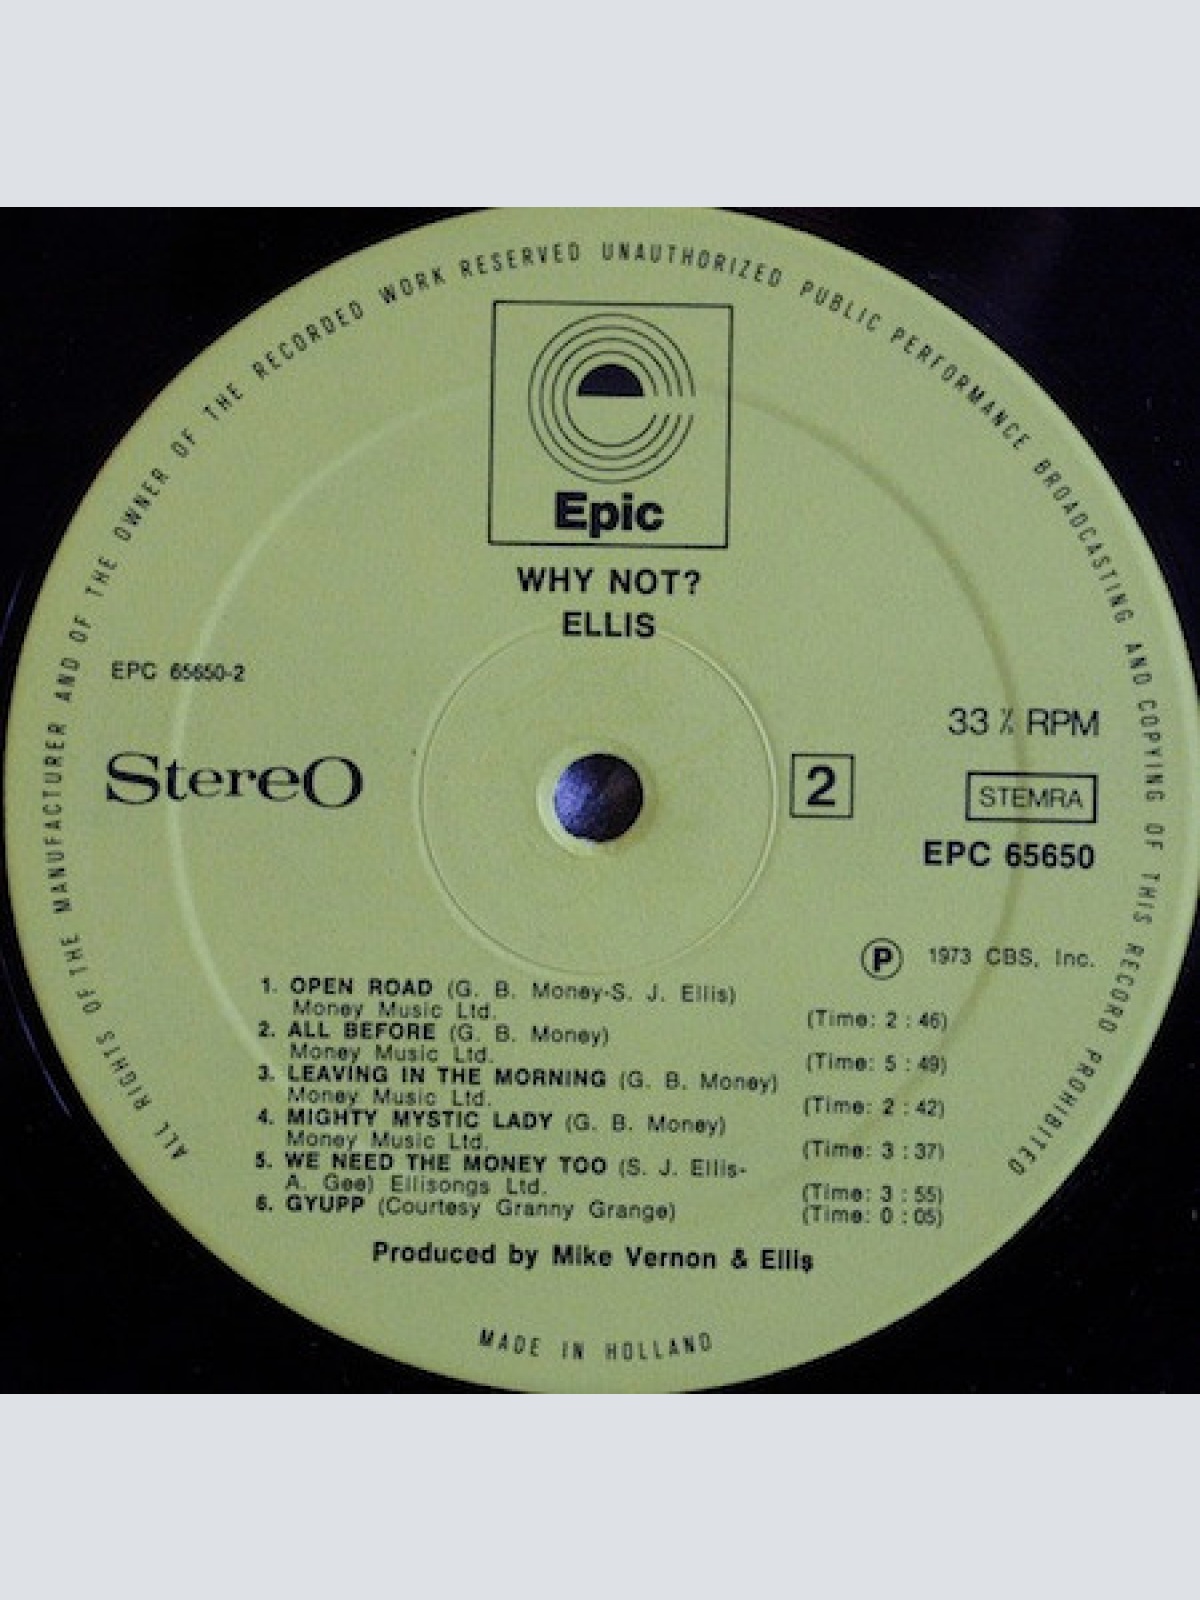 ALL RIGHTS OF THE MANUFACTURER AND OF THE OWNER OF THE RECORDED WORK RESERVED UNAUTHORIZED PUBLIC PERFORMANCE BROADCASTING AND COPYING OF THIS RECORD PROHIBITED
Epic
WHY NOT?
ELLIS
EPC 65650-2
33 ⅓ RPM
StereO
2
STEMRA
EPC 65650
Ⓟ 1973 CBS, Inc.
1. OPEN ROAD (G. B. Money-S. J. Ellis)
Money Music Ltd. (Time: 2 : 46)
2. ALL BEFORE (G. B. Money)
Money Music Ltd. (Time: 5 : 49)
3. LEAVING IN THE MORNING (G. B. Money)
Money Music Ltd. (Time: 2 : 42)
4. MIGHTY MYSTIC LADY (G. B. Money)
Money Music Ltd. (Time: 3 : 37)
5. WE NEED THE MONEY TOO (S. J. Ellis-
A. Gee) Ellisongs Ltd. (Time: 3 : 55)
6. GYUPP (Courtesy Granny Grange) (Time: 0 : 05)
Produced by Mike Vernon & Ellis
MADE IN HOLLAND